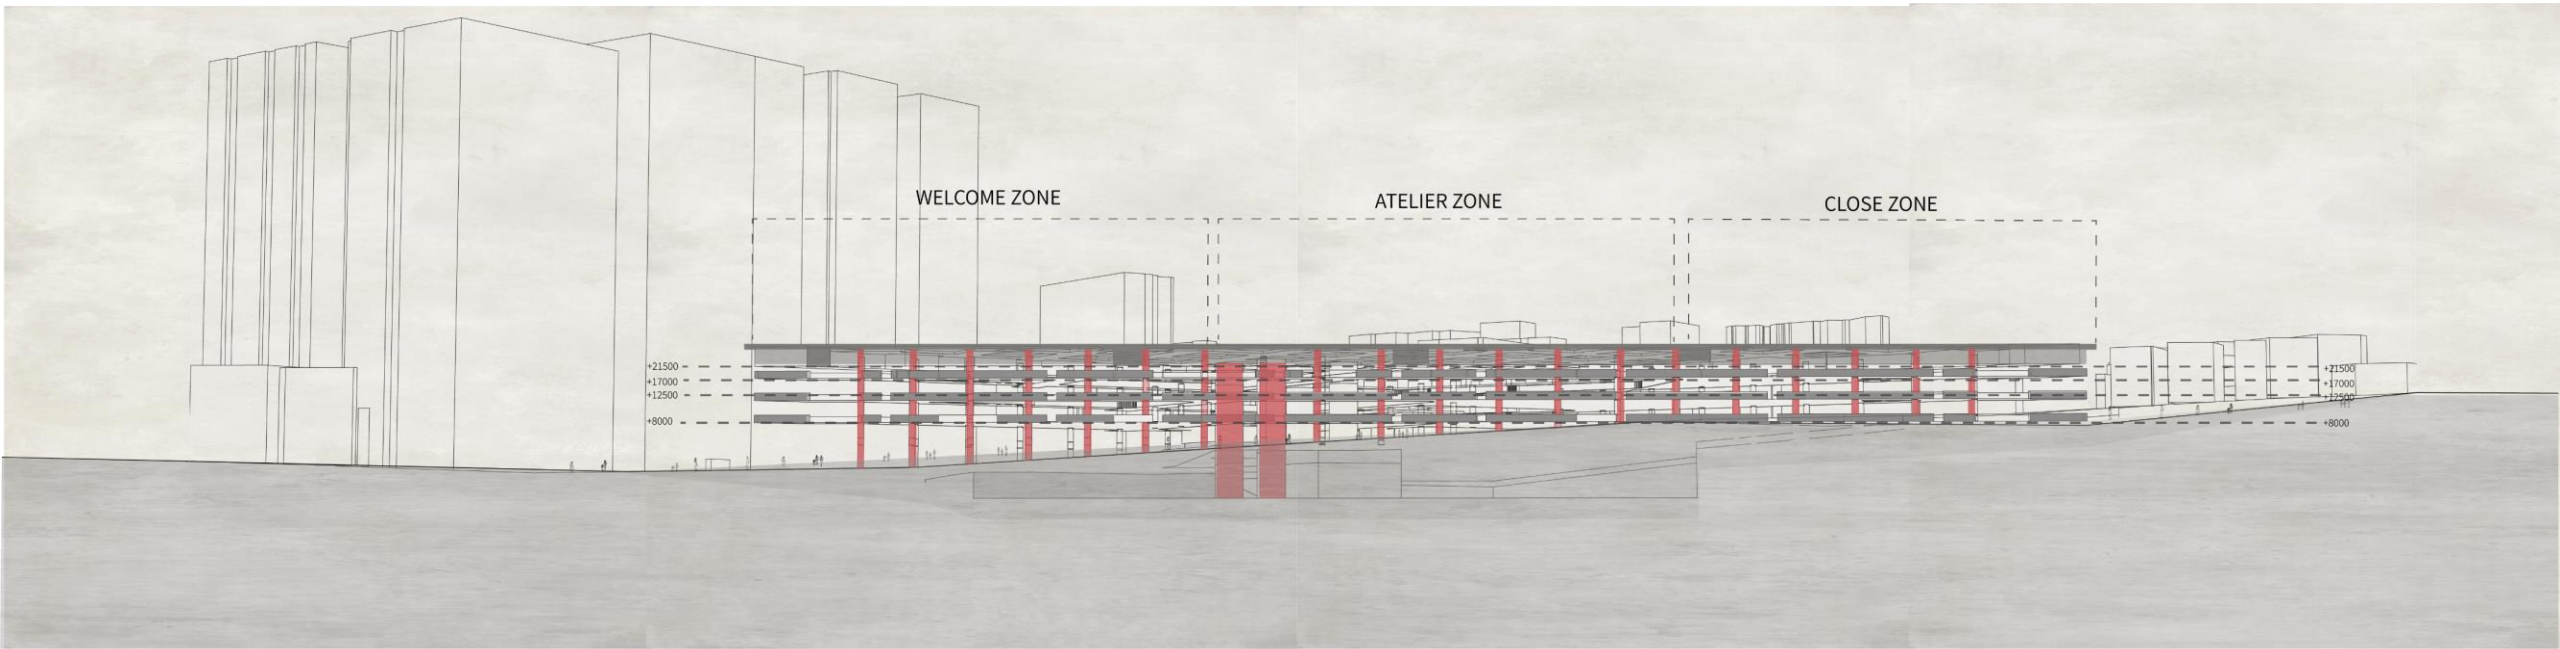 WELCOME ZONE
ATELIER ZONE
CLOSE ZONE
+21500
+17000
+12500
+8000
+21500
+17000
+12500
+8000